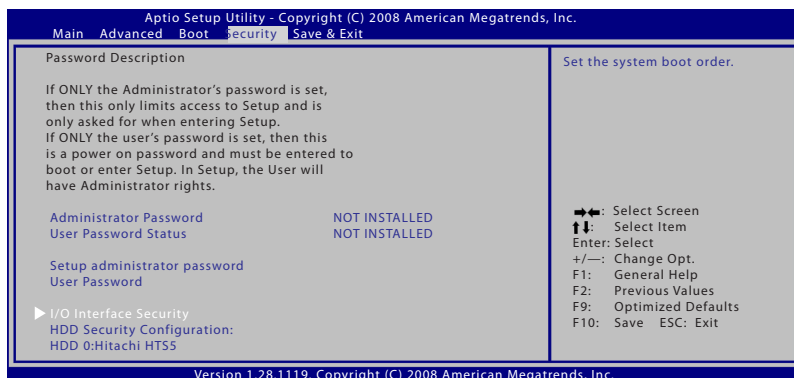 Aptio Setup Utility - Copyright (C) 2008 American Megatrends, Inc.
Main Advanced Boot Security Save & Exit
Password Description
If ONLY the Administrator's password is set,
then this only limits access to Setup and is
only asked for when entering Setup.
If ONLY the user's password is set, then this
is a power on password and must be entered to
boot or enter Setup. In Setup, the User will
have Administrator rights.
Administrator Password NOT INSTALLED
User Password Status NOT INSTALLED
Setup administrator password
User Password
I/O Interface Security
HDD Security Configuration:
HDD 0:Hitachi HTS5
Set the system boot order.
→←: Select Screen
↑↓: Select Item
Enter: Select
+/—: Change Opt.
F1: General Help
F2: Previous Values
F9: Optimized Defaults
F10: Save ESC: Exit
Version 1.28.1119. Copyright (C) 2008 American Megatrends, Inc.